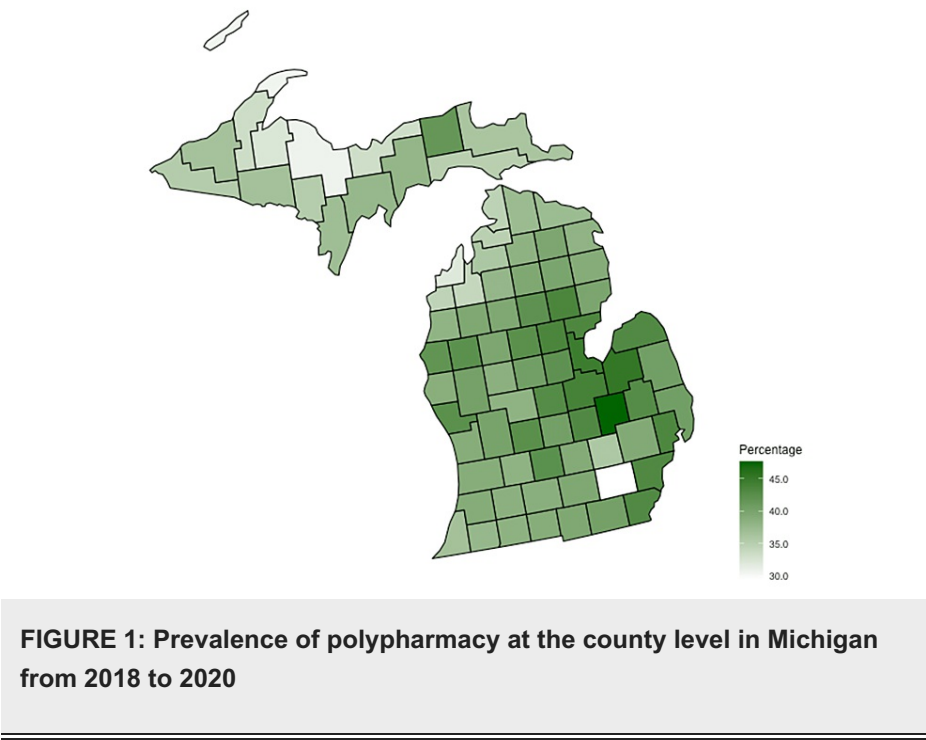 Percentage
45.0
40.0
35.0
30.0
FIGURE 1: Prevalence of polypharmacy at the county level in Michigan
from 2018 to 2020